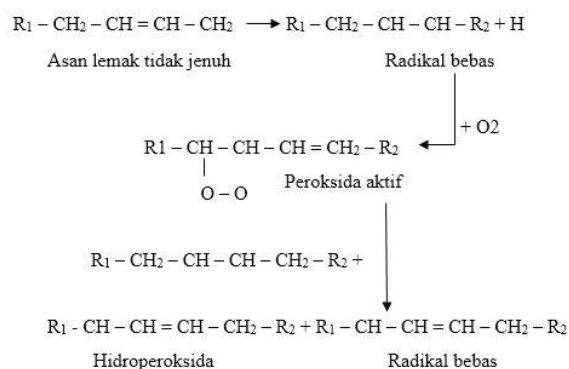 R₁ – CH₂ – CH = CH – CH₂ → R₁ – CH₂ – CH – CH – R₂ + H
Asan lemak tidak jenuh Radikal bebas
+ O2
R1 – CH – CH – CH = CH₂ – R₂
|
O – O Peroksida aktif
R₁ – CH₂ – CH – CH – CH₂ – R₂ +
R₁ - CH – CH = CH – CH₂ – R₂ + R₁ – CH – CH = CH – CH₂ – R₂
Hidroperoksida Radikal bebas